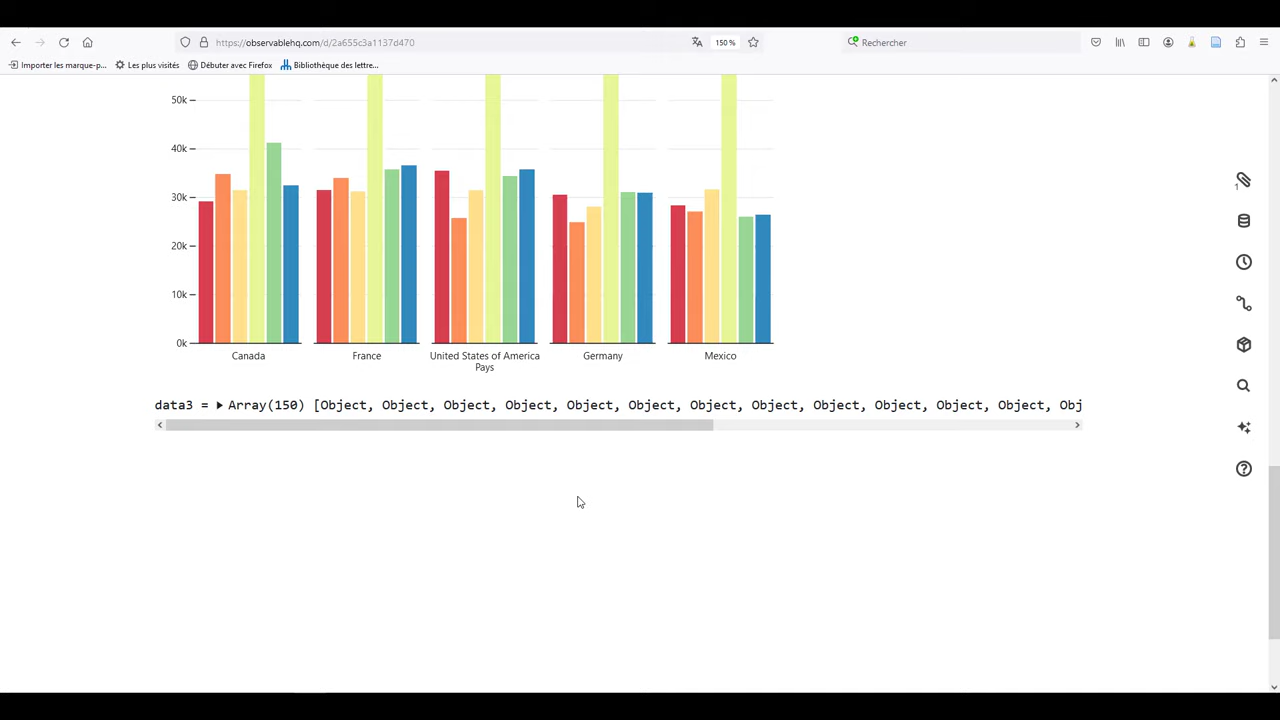 https://observablehq.com/d/2a655c3a1137d470
150 %
Rechercher
Importer les marque-p...
Les plus visités
Débuter avec Firefox
Bibliothèque des lettre...
50k
40k
30k
20k
10k
0k
Canada
France
United States of America
Germany
Mexico
Pays
data3 = ▶ Array(150) [Object, Object, Object, Object, Object, Object, Object, Object, Object, Object, Object, Object, Obj
1